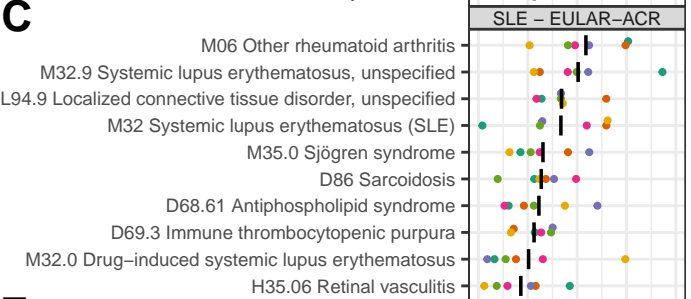 C
SLE – EULAR–ACR
M06 Other rheumatoid arthritis
M32.9 Systemic lupus erythematosus, unspecified
L94.9 Localized connective tissue disorder, unspecified
M32 Systemic lupus erythematosus (SLE)
M35.0 Sjögren syndrome
D86 Sarcoidosis
D68.61 Antiphospholipid syndrome
D69.3 Immune thrombocytopenic purpura
M32.0 Drug–induced systemic lupus erythematosus
H35.06 Retinal vasculitis